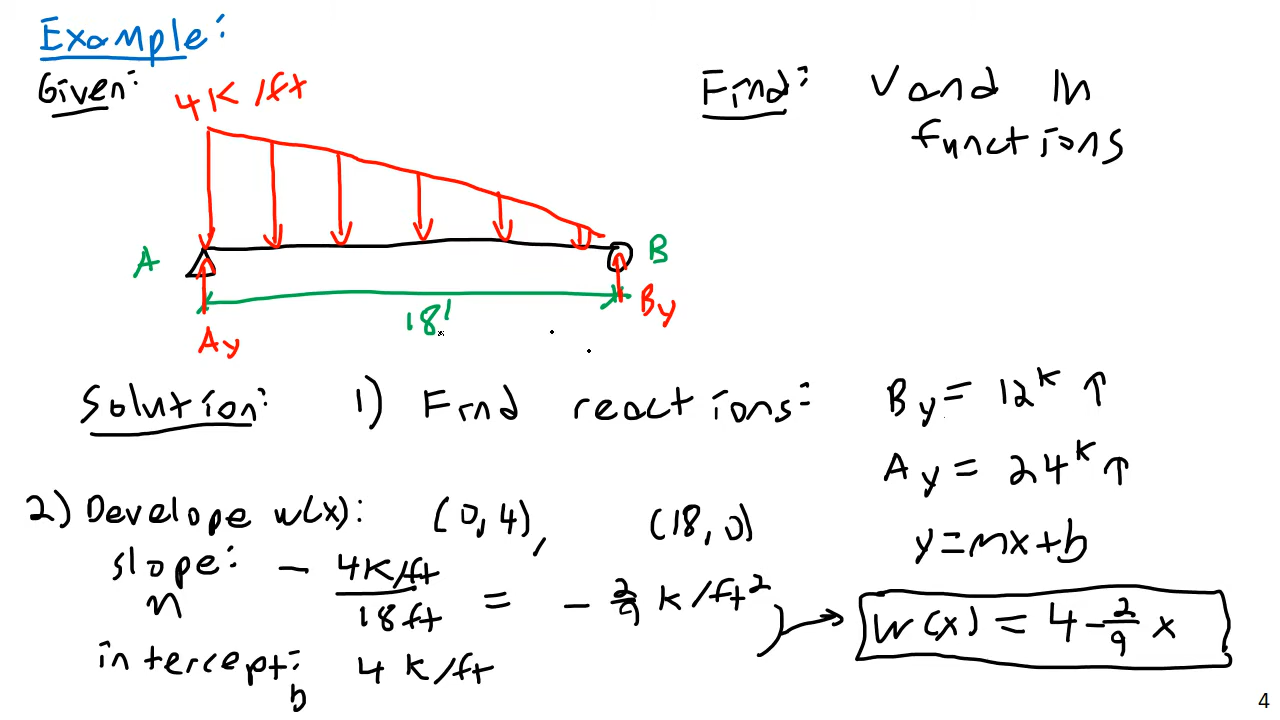 Example:
Given:
4K/ft
Find: V and m
functions
A
B
18'
Ay
By
Solution: 1) Find reactions:
By = 12ᴷ ↑
Ay = 24ᴷ ↑
2) Develope w(x): (0,4), (18,0)
y=mx+b
slope: - 4K/ft / 18ft = - 2/9 K/ft²
m
w(x) = 4 - 2/9 x
intercept: 4 K/ft
b
4